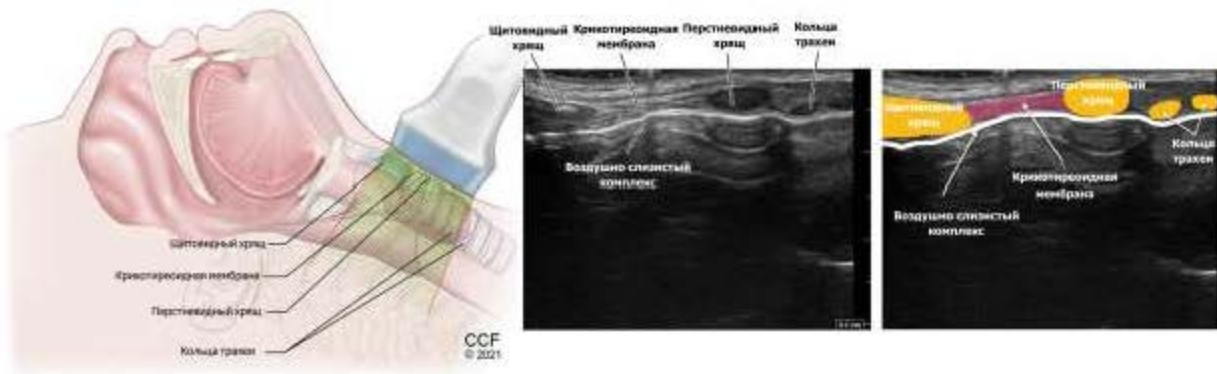 Щитовидный хрящ
Крикотиреоидная мембрана
Перстневидный хрящ
Кольца трахеи
CCF
© 2021
Щитовидный
хрящ
Крикотиреоидная
мембрана
Перстневидный
хрящ
Кольца
трахеи
Воздушно слизистый
комплекс
Щитовидный
хрящ
Перстневидный
хрящ
Кольца
трахеи
Крикотиреоидная
мембрана
Воздушно слизистый
комплекс